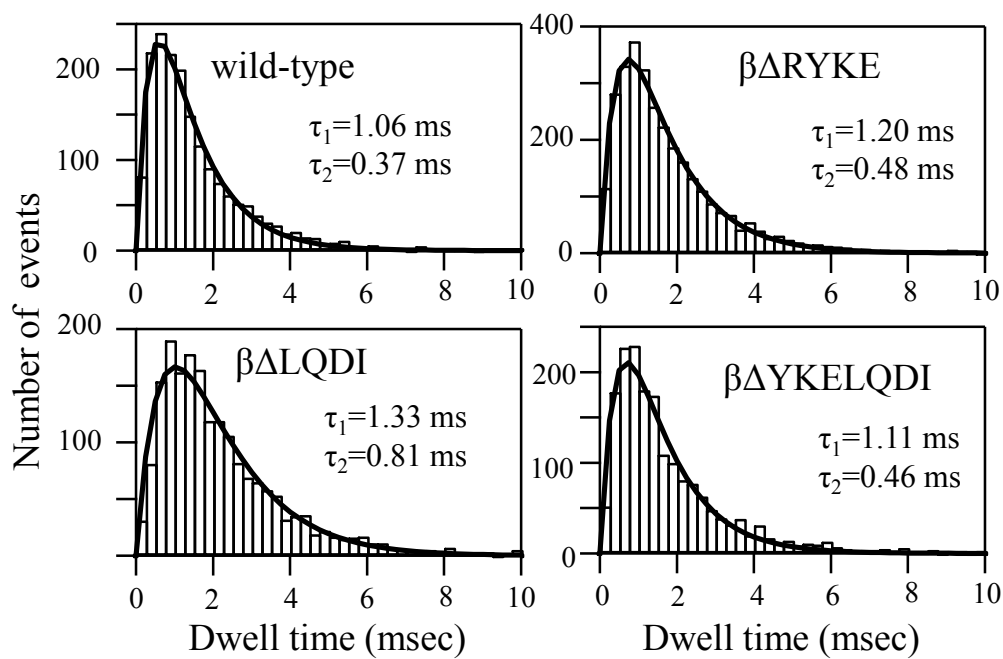 Number of events
200
100
0
wild-type
τ1=1.06 ms
τ2=0.37 ms
0 2 4 6 8 10
400
200
0
βΔRYKE
τ1=1.20 ms
τ2=0.48 ms
0 2 4 6 8 10
200
100
βΔLQDI
τ1=1.33 ms
τ2=0.81 ms
0 2 4 6 8 10
Dwell time (msec)
200
100
0
βΔYKELQDI
τ1=1.11 ms
τ2=0.46 ms
0 2 4 6 8 10
Dwell time (msec)